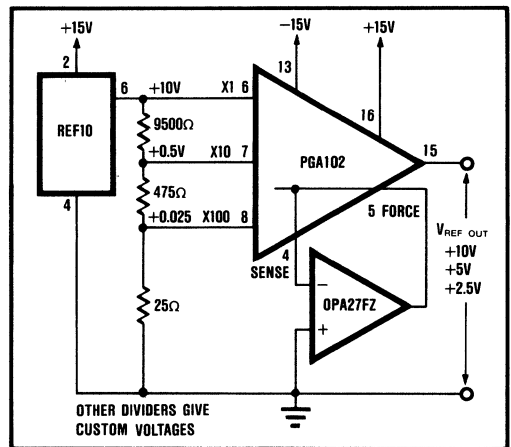 +15V
−15V
+15V
2
13
6
+10V
X1 6
REF10
9500Ω
16
+0.5V
X10 7
PGA102
15
475Ω
4
+0.025
X100 8
5 FORCE
4
SENSE
VREF OUT
+10V
+5V
+2.5V
25Ω
−
OPA27FZ
+
OTHER DIVIDERS GIVE
CUSTOM VOLTAGES